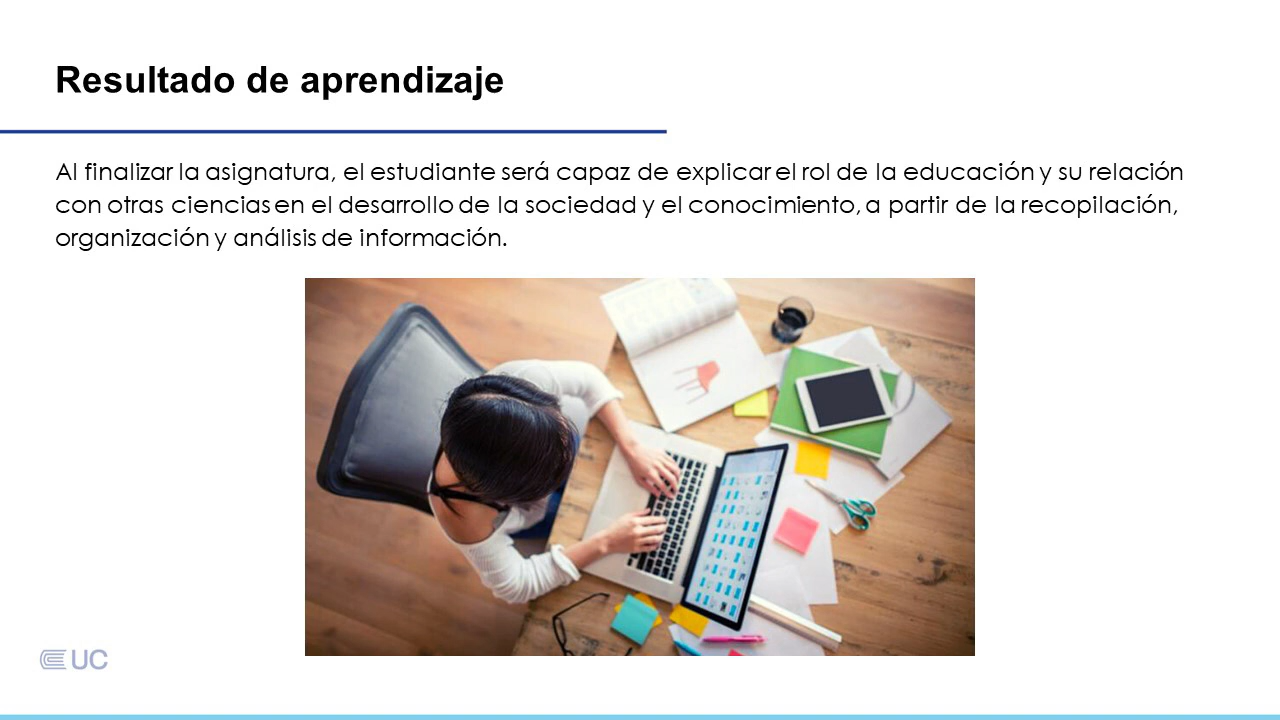 Resultado de aprendizaje
Al finalizar la asignatura, el estudiante será capaz de explicar el rol de la educación y su relación
con otras ciencias en el desarrollo de la sociedad y el conocimiento, a partir de la recopilación,
organización y análisis de información.
UC